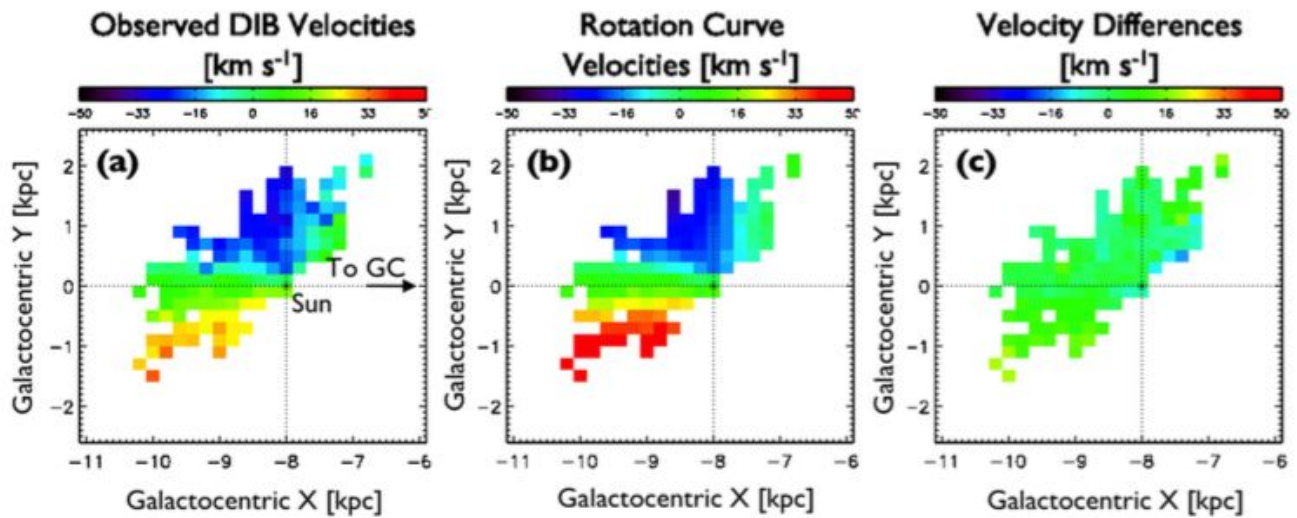 Observed DIB Velocities
[km s-1]
-50 -33 -16 0 16 33 5
(a)
To GC
Sun
2
1
0
-1
-2
Galactocentric Y [kpc]
-11 -10 -9 -8 -7 -6
Galactocentric X [kpc]
Rotation Curve
Velocities [km s-1]
-50 -33 -16 0 16 33 5
(b)
2
1
0
-1
-2
Galactocentric Y [kpc]
-11 -10 -9 -8 -7 -6
Galactocentric X [kpc]
Velocity Differences
[km s-1]
-50 -33 -16 0 16 33 50
(c)
2
1
0
-1
-2
Galactocentric Y [kpc]
-11 -10 -9 -8 -7 -6
Galactocentric X [kpc]